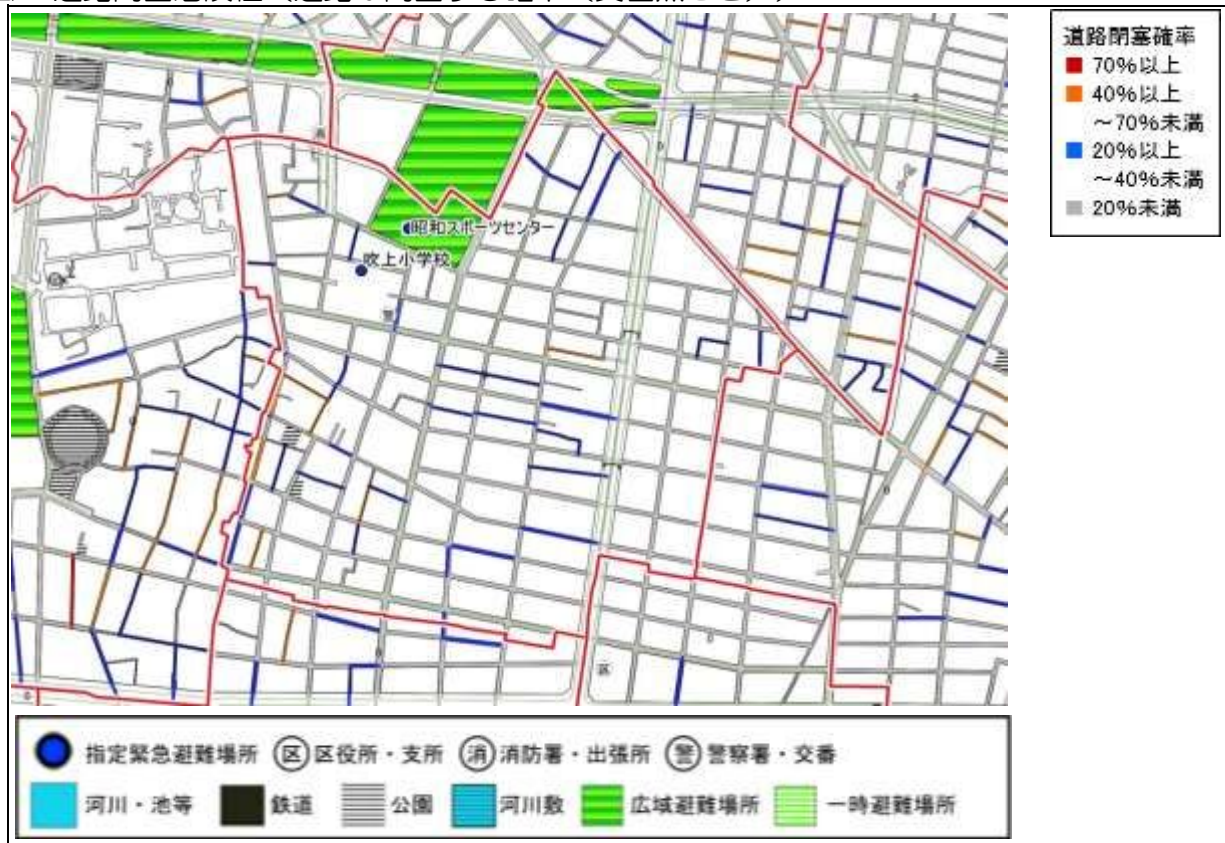 道路閉塞確率
70%以上
40%以上
～70%未満
20%以上
～40%未満
20%未満
昭和スポーツセンター
吹上小学校
区
指定緊急避難場所 区 区役所・支所 消 消防署・出張所 警 警察署・交番
河川・池等 鉄道 公園 河川敷 広域避難場所 一時避難場所